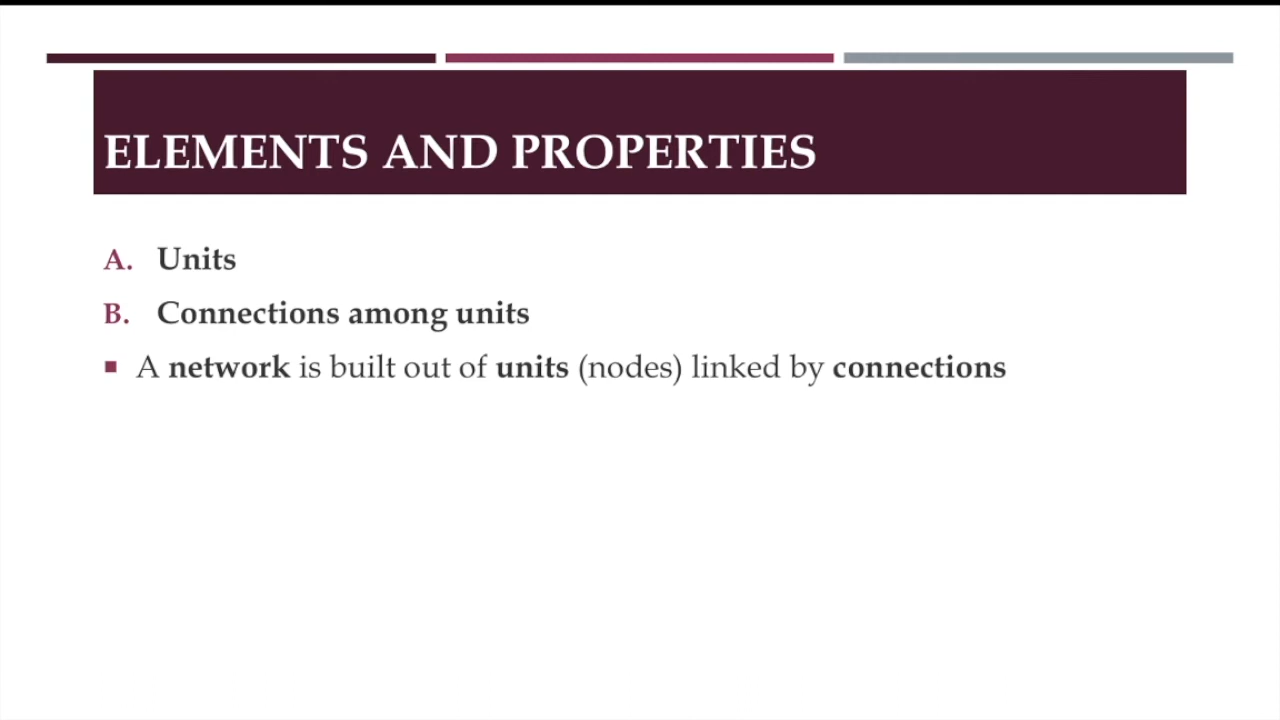 ELEMENTS AND PROPERTIES
A. Units
B. Connections among units
▪ A network is built out of units (nodes) linked by connections